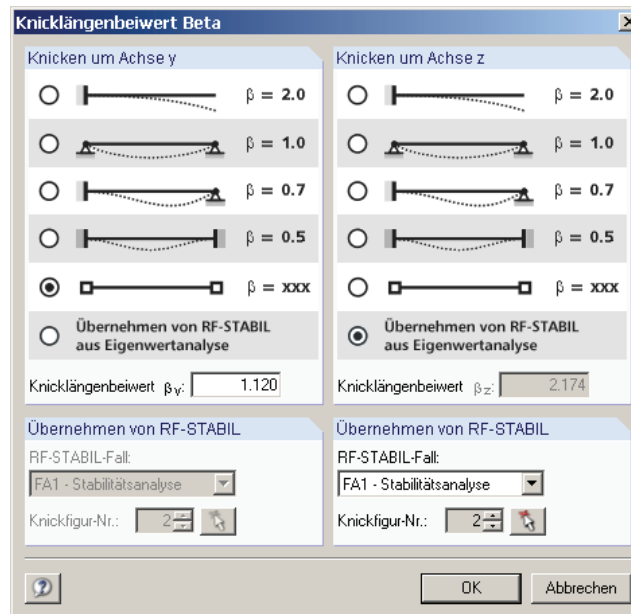 Knicklängenbeiwert Beta
Knicken um Achse y
β = 2.0
β = 1.0
β = 0.7
β = 0.5
β = xxx
Übernehmen von RF-STABIL
aus Eigenwertanalyse
Knicklängenbeiwert βy: 1.120
Übernehmen von RF-STABIL
RF-STABIL-Fall:
FA1 - Stabilitätsanalyse
Knickfigur-Nr.: 2
Knicken um Achse z
β = 2.0
β = 1.0
β = 0.7
β = 0.5
β = xxx
Übernehmen von RF-STABIL
aus Eigenwertanalyse
Knicklängenbeiwert βz: 2.174
Übernehmen von RF-STABIL
RF-STABIL-Fall:
FA1 - Stabilitätsanalyse
Knickfigur-Nr.: 2
OK
Abbrechen